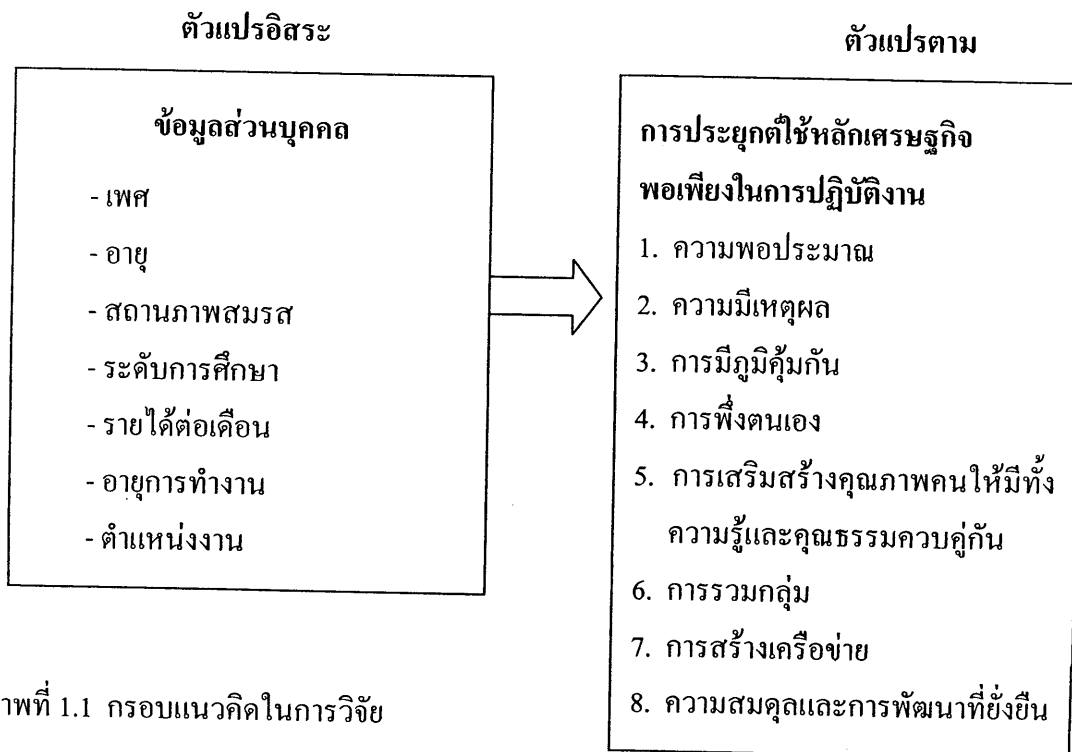 ตัวแปรอิสระ
ข้อมูลส่วนบุคคล
- เพศ
- อายุ
- สถานภาพสมรส
- ระดับการศึกษา
- รายได้ต่อเดือน
- อายุการทำงาน
- ตำแหน่งงาน
ตัวแปรตาม
การประยุกต์ใช้หลักเศรษฐกิจ
พอเพียงในการปฏิบัติงาน
1. ความพอประมาณ
2. ความมีเหตุผล
3. การมีภูมิคุ้มกัน
4. การพึ่งตนเอง
5. การเสริมสร้างคุณภาพคนให้มีทั้ง
ความรู้และคุณธรรมควบคู่กัน
6. การรวมกลุ่ม
7. การสร้างเครือข่าย
8. ความสมดุลและการพัฒนาที่ยั่งยืน
าพที่ 1.1 กรอบแนวคิดในการวิจัย